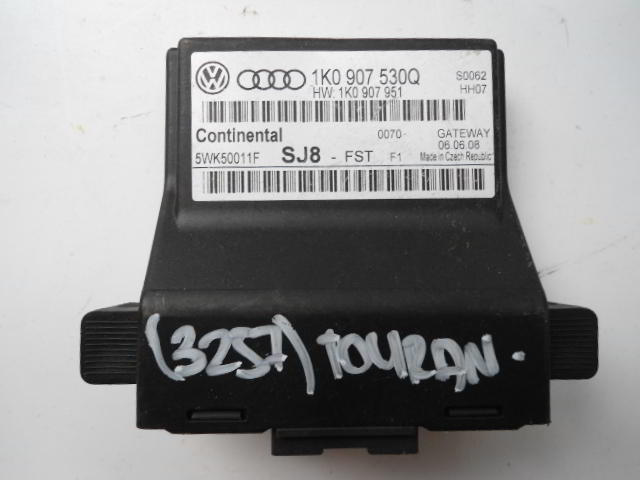 1K0 907 530Q S0062
HW: 1K0 907 951 HH07
Continental 0070- GATEWAY
06.06.08
5WK50011F SJ8 - FST F1 Made in Czech Republic
(3257) TOURAN.